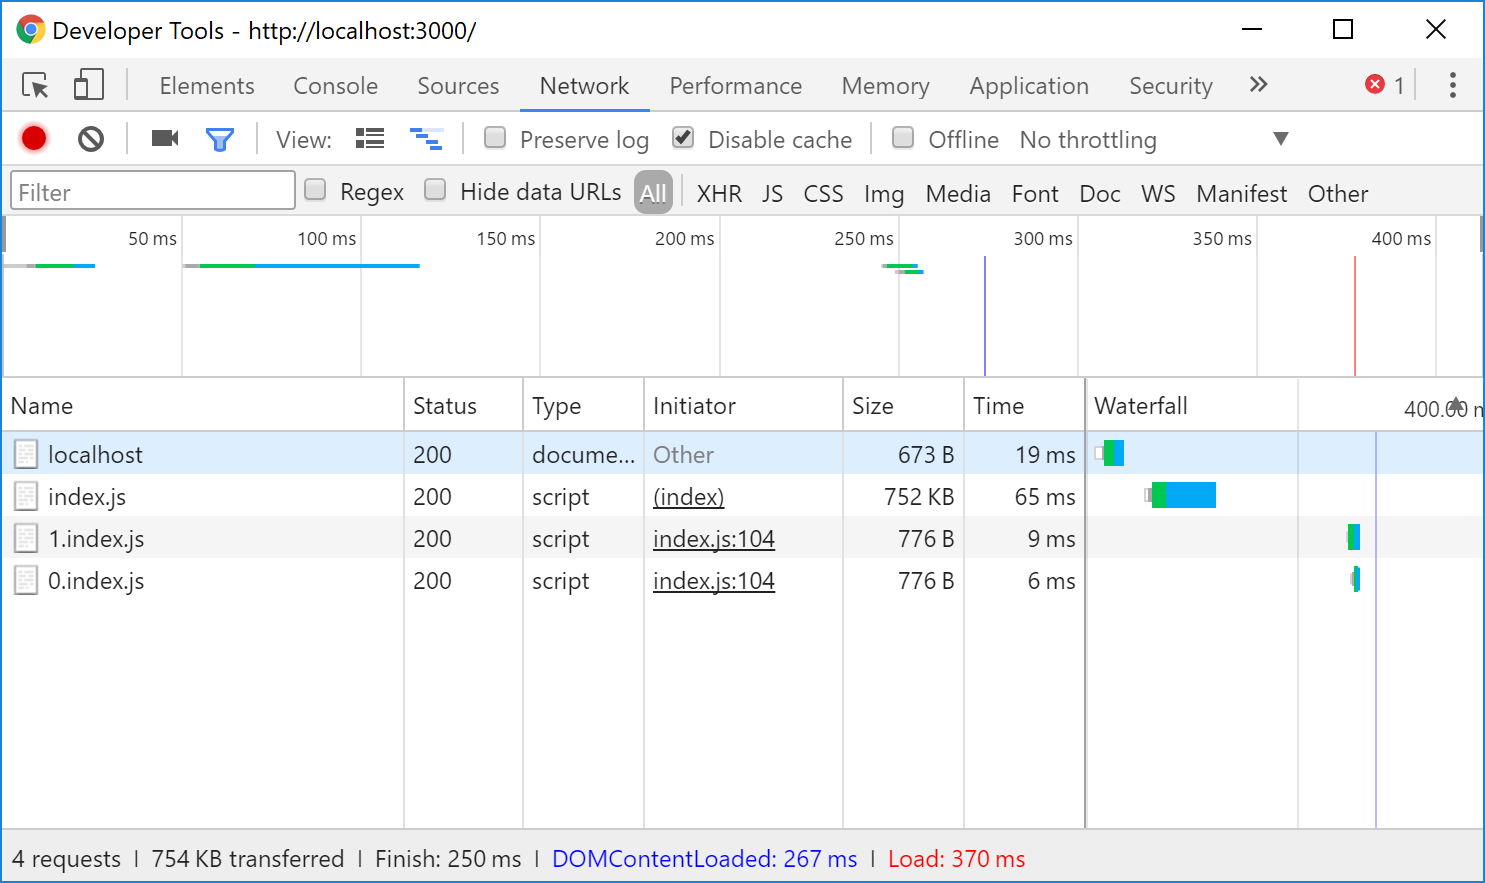 Developer Tools - http://localhost:3000/
Elements Console Sources Network Performance Memory Application Security » 1
View: Preserve log Disable cache Offline No throttling
Filter Regex Hide data URLs All XHR JS CSS Img Media Font Doc WS Manifest Other
50 ms 100 ms 150 ms 200 ms 250 ms 300 ms 350 ms 400 ms
Name Status Type Initiator Size Time Waterfall 400.00 m
localhost 200 docume... Other 673 B 19 ms
index.js 200 script (index) 752 KB 65 ms
1.index.js 200 script index.js:104 776 B 9 ms
0.index.js 200 script index.js:104 776 B 6 ms
4 requests | 754 KB transferred | Finish: 250 ms | DOMContentLoaded: 267 ms | Load: 370 ms